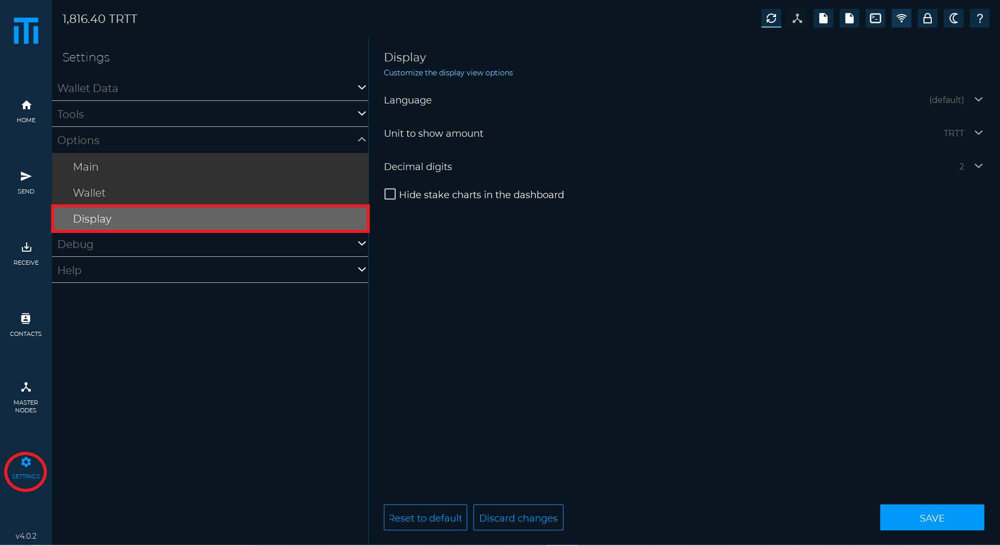 1,816.40 TRTT
?
HOME
SEND
RECEIVE
CONTACTS
MASTER
NODES
SETTINGS
v4.0.2
Settings
Wallet Data
Tools
Options
Main
Wallet
Display
Debug
Help
Display
Customize the display view options
Language (default)
Unit to show amount TRTT
Decimal digits 2
Hide stake charts in the dashboard
Reset to default Discard changes SAVE